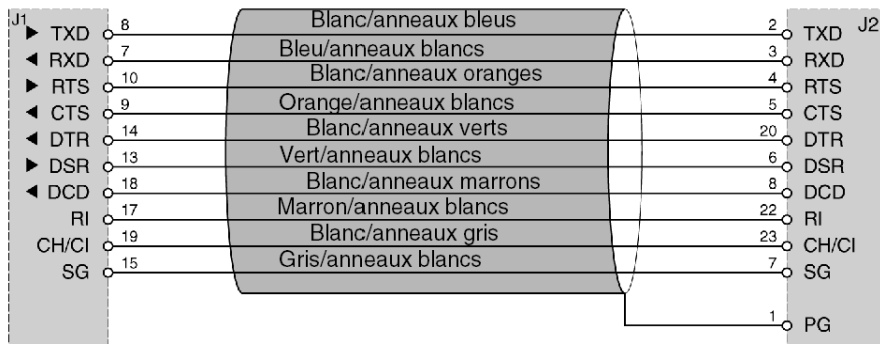 J1 J2
▶ TXD 8 Blanc/anneaux bleus 2 TXD
◀ RXD 7 Bleu/anneaux blancs 3 RXD
▶ RTS 10 Blanc/anneaux oranges 4 RTS
◀ CTS 9 Orange/anneaux blancs 5 CTS
◀ DTR 14 Blanc/anneaux verts 20 DTR
▶ DSR 13 Vert/anneaux blancs 6 DSR
◀ DCD 18 Blanc/anneaux marrons 8 DCD
RI 17 Marron/anneaux blancs 22 RI
CH/CI 19 Blanc/anneaux gris 23 CH/CI
SG 15 Gris/anneaux blancs 7 SG
1 PG